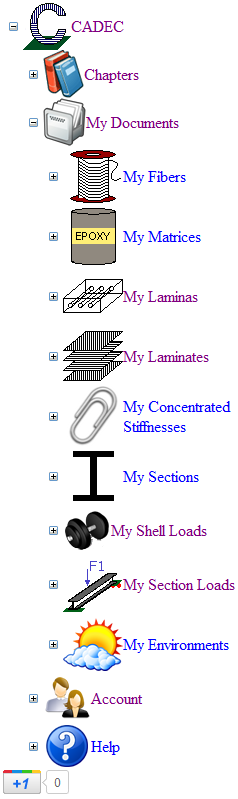 CADEC
Chapters
My Documents
My Fibers
EPOXY
My Matrices
My Laminas
My Laminates
My Concentrated
Stiffnesses
My Sections
My Shell Loads
F1
My Section Loads
My Environments
Account
? Help
+1 0